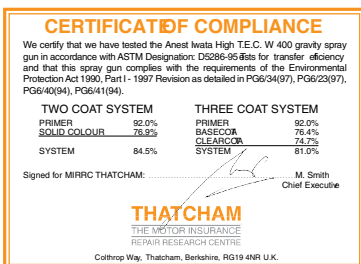 CERTIFICATE OF COMPLIANCE
We certify that we have tested the Anest Iwata High T.E.C. W 400 gravity spray
gun in accordance with ASTM Designation: D5286-95 tests for transfer efficiency
and that this spray gun complies with the requirements of the Environmental
Protection Act 1990, Part I - 1997 Revision as detailed in PG6/34(97), PG6/23(97),
PG6/40(94), PG6/41(94).
TWO COAT SYSTEM
PRIMER 92.0%
SOLID COLOUR 76.9%
SYSTEM 84.5%
THREE COAT SYSTEM
PRIMER 92.0%
BASECOAT 76.4%
CLEARCOAT 74.7%
SYSTEM 81.0%
Signed for MIRRC THATCHAM: M. Smith
Chief Executive
THATCHAM
THE MOTOR INSURANCE
REPAIR RESEARCH CENTRE
Colthrop Way, Thatcham, Berkshire, RG19 4NR U.K.